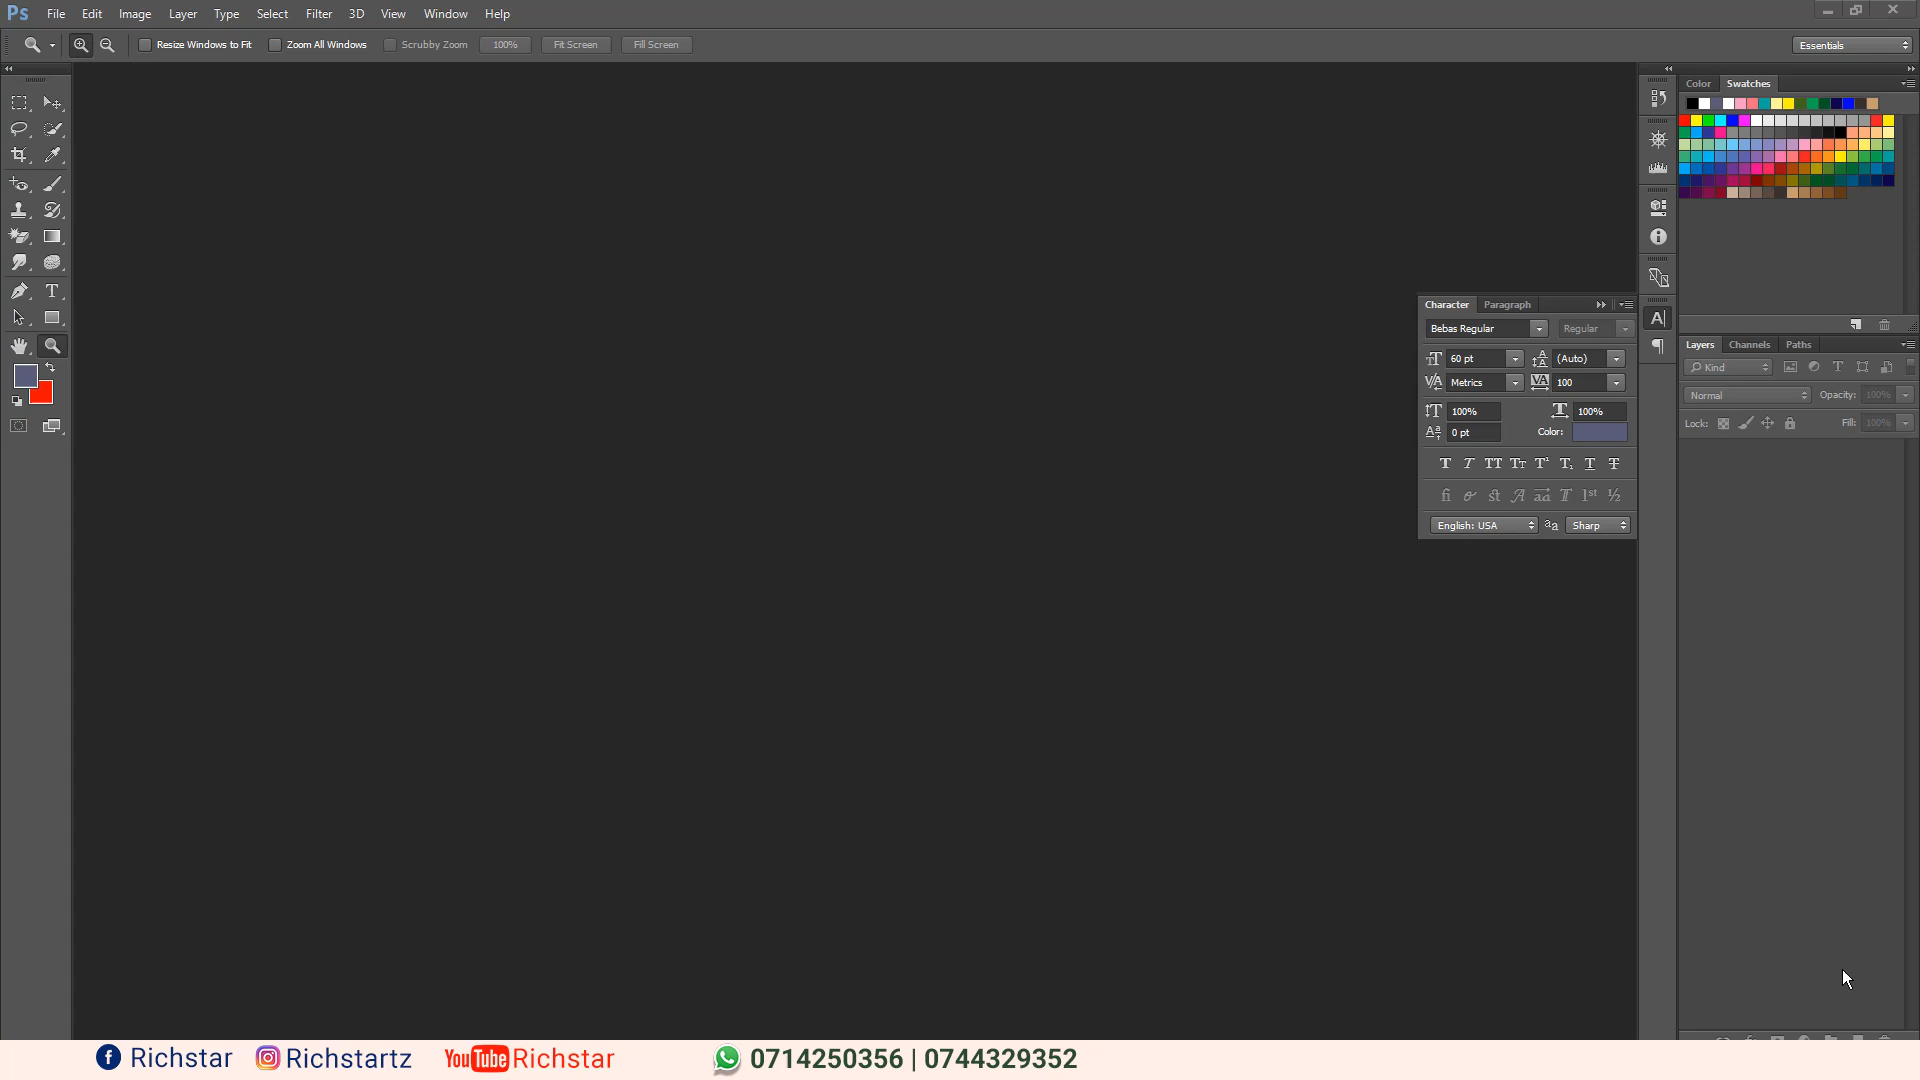 Ps File Edit Image Layer Type Select Filter 3D View Window Help
Resize Windows to Fit Zoom All Windows Scrubby Zoom 100% Fit Screen Fill Screen Essentials
Color Swatches
Character Paragraph
Bebas Regular Regular
60 pt (Auto)
Metrics 100
100% 100%
0 pt Color:
English: USA Sharp
Layers Channels Paths
Kind
Normal Opacity: 100%
Lock: Fill: 100%
Richstar Richstartz YouTube Richstar 0714250356 | 0744329352